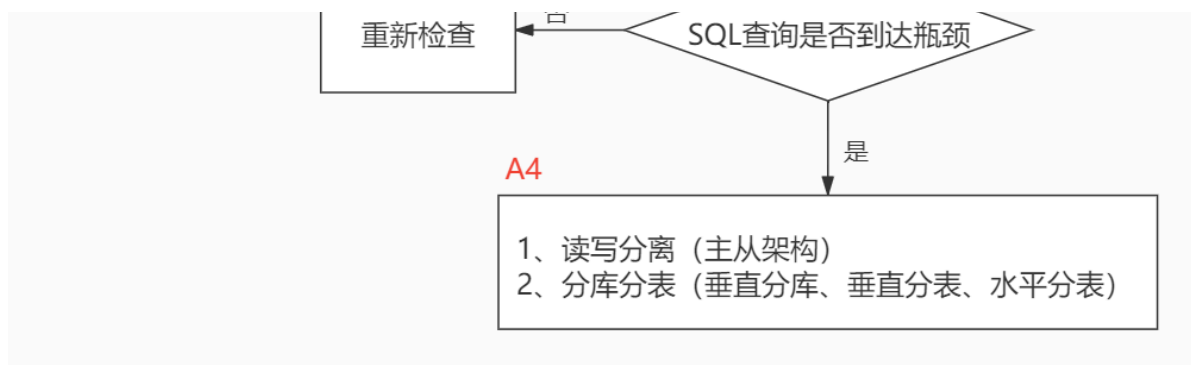 否
重新检查
SQL查询是否到达瓶颈
是
A4
1、读写分离（主从架构）
2、分库分表（垂直分库、垂直分表、水平分表）